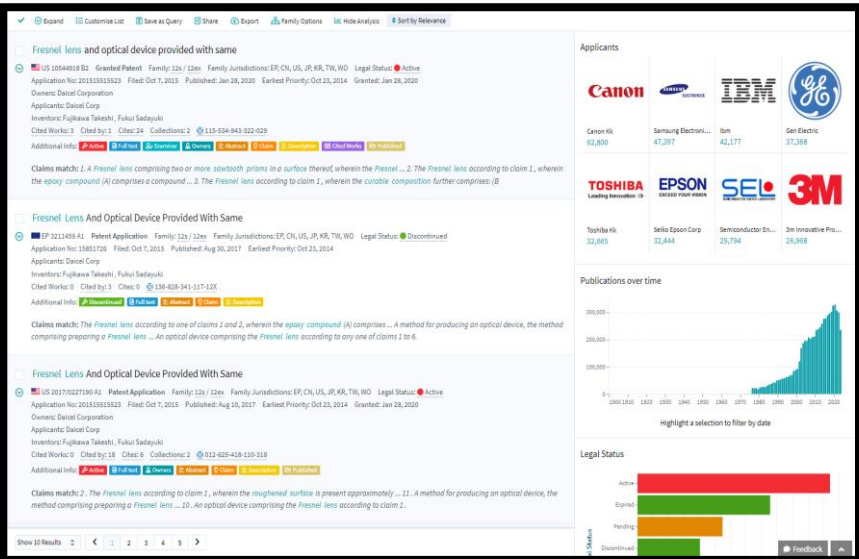 Expand Customise List Save as Query Share Export Family Options Hide Analysis Sort by Relevance
Fresnel lens and optical device provided with same
US 10544918 B2 Granted Patent Family: 12s / 12ex Family Jurisdictions: EP, CN, US, JP, KR, TW, WO Legal Status: Active
Application No: 201515515523 Filed: Oct 7, 2015 Published: Jan 28, 2020 Earliest Priority: Oct 23, 2014 Granted: Jan 28, 2020
Owners: Daicel Corporation
Applicants: Daicel Corp
Inventors: Fujikawa Takeshi, Fukui Sadayuki
Cited Works: 3 Cited by: 1 Cites: 24 Collections: 2 115-534-943-322-029
Additional Info: Active Full text Examiner Owners Abstract Claim Description Cited Works Published
Claims match: 1. A Fresnel lens comprising two or more sawtooth prisms in a surface thereof, wherein the Fresnel ... 2. The Fresnel lens according to claim 1, wherein
the epoxy compound (A) comprises a compound ... 3. The Fresnel lens according to claim 1, wherein the curable composition further comprises: (B
Fresnel Lens And Optical Device Provided With Same
EP 3211459 A1 Patent Application Family: 12s / 12ex Family Jurisdictions: EP, CN, US, JP, KR, TW, WO Legal Status: Discontinued
Application No: 15851726 Filed: Oct 7, 2015 Published: Aug 30, 2017 Earliest Priority: Oct 23, 2014
Applicants: Daicel Corp
Inventors: Fujikawa Takeshi, Fukui Sadayuki
Cited Works: 0 Cited by: 3 Cites: 0 136-828-341-117-12X
Additional Info: Discontinued Full text Abstract Claim Description
Claims match: The Fresnel lens according to one of claims 1 and 2, wherein the epoxy compound (A) comprises ... A method for producing an optical device, the method
comprising preparing a Fresnel lens ... An optical device comprising the Fresnel lens according to any one of claims 1 to 6.
Fresnel Lens And Optical Device Provided With Same
US 2017/0227190 A1 Patent Application Family: 12s / 12ex Family Jurisdictions: EP, CN, US, JP, KR, TW, WO Legal Status: Active
Application No: 201515515523 Filed: Oct 7, 2015 Published: Aug 10, 2017 Earliest Priority: Oct 23, 2014 Granted: Jan 28, 2020
Owners: Daicel Corporation
Applicants: Daicel Corp
Inventors: Fujikawa Takeshi, Fukui Sadayuki
Cited Works: 0 Cited by: 18 Cites: 6 Collections: 2 012-625-418-110-318
Additional Info: Active Full text Owners Abstract Claim Description Published
Claims match: 2. The Fresnel lens according to claim 1, wherein the roughened surface is present approximately ... 11. A method for producing an optical device, the
method comprising preparing a Fresnel lens ... 10. An optical device comprising the Fresnel lens according to claim 1.
Show 10 Results 1 2 3 4 5
Applicants
Canon SAMSUNG ELECTRONICS IBM GE
Canon Kk Samsung Electroni... Ibm Gen Electric
62,800 47,397 42,177 37,368
TOSHIBA EPSON SEL 3M
Leading Innovation EXCEED YOUR VISION
Toshiba Kk Seiko Epson Corp Semiconductor En... 3m Innovative Pro...
32,665 32,444 29,794 26,968
Publications over time
300,000
200,000
100,000
0
1900 1910 1920 1930 1940 1950 1960 1970 1980 1990 2000 2010 2020
Highlight a selection to filter by date
Legal Status
Active
Expired
Pending
Discontinued
Legal Status
Feedback